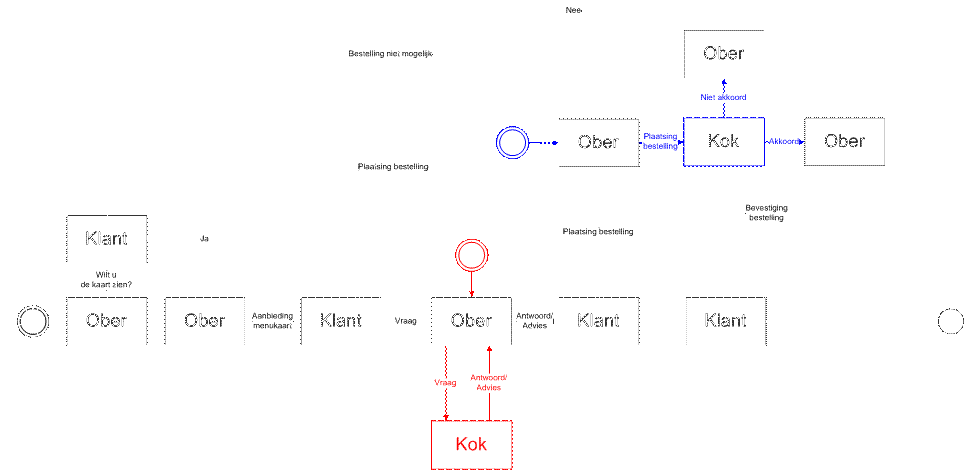 Nee
Bestelling niet mogelijk
Ober
Niet akkoord
Ober
Plaatsing
bestelling
Kok
Akkoord
Ober
Plaatsing bestelling
Bevestiging
bestelling
Klant
Ja
Plaatsing bestelling
Wilt u
de kaart zien?
Ober
Ober
Aanbieding
menukaart
Klant
Vraag
Ober
Antwoord/
Advies
Klant
Klant
Vraag
Antwoord/
Advies
Kok